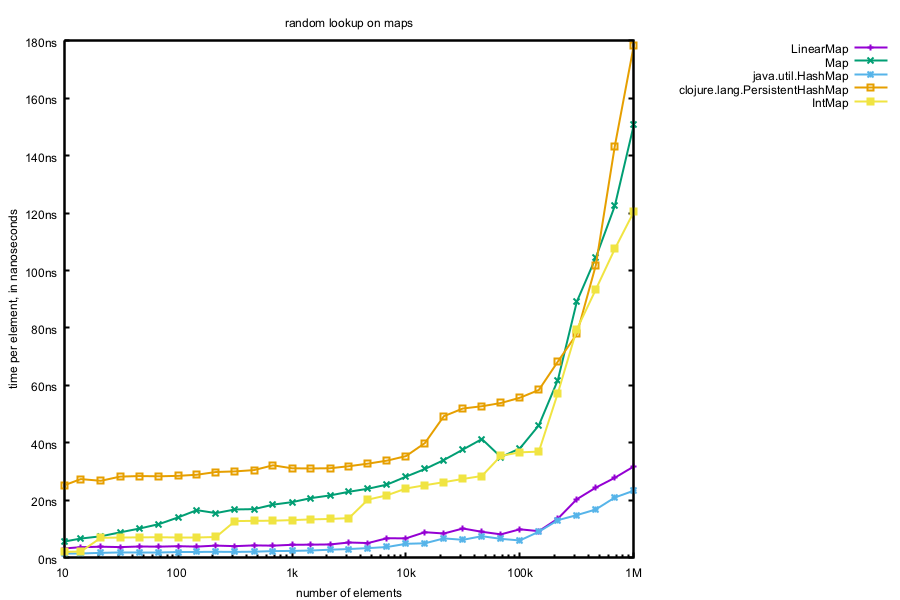 random lookup on maps
LinearMap
Map
java.util.HashMap
clojure.lang.PersistentHashMap
IntMap
180ns
160ns
140ns
120ns
100ns
80ns
60ns
40ns
20ns
0ns
time per element, in nanoseconds
10 100 1k 10k 100k 1M
number of elements